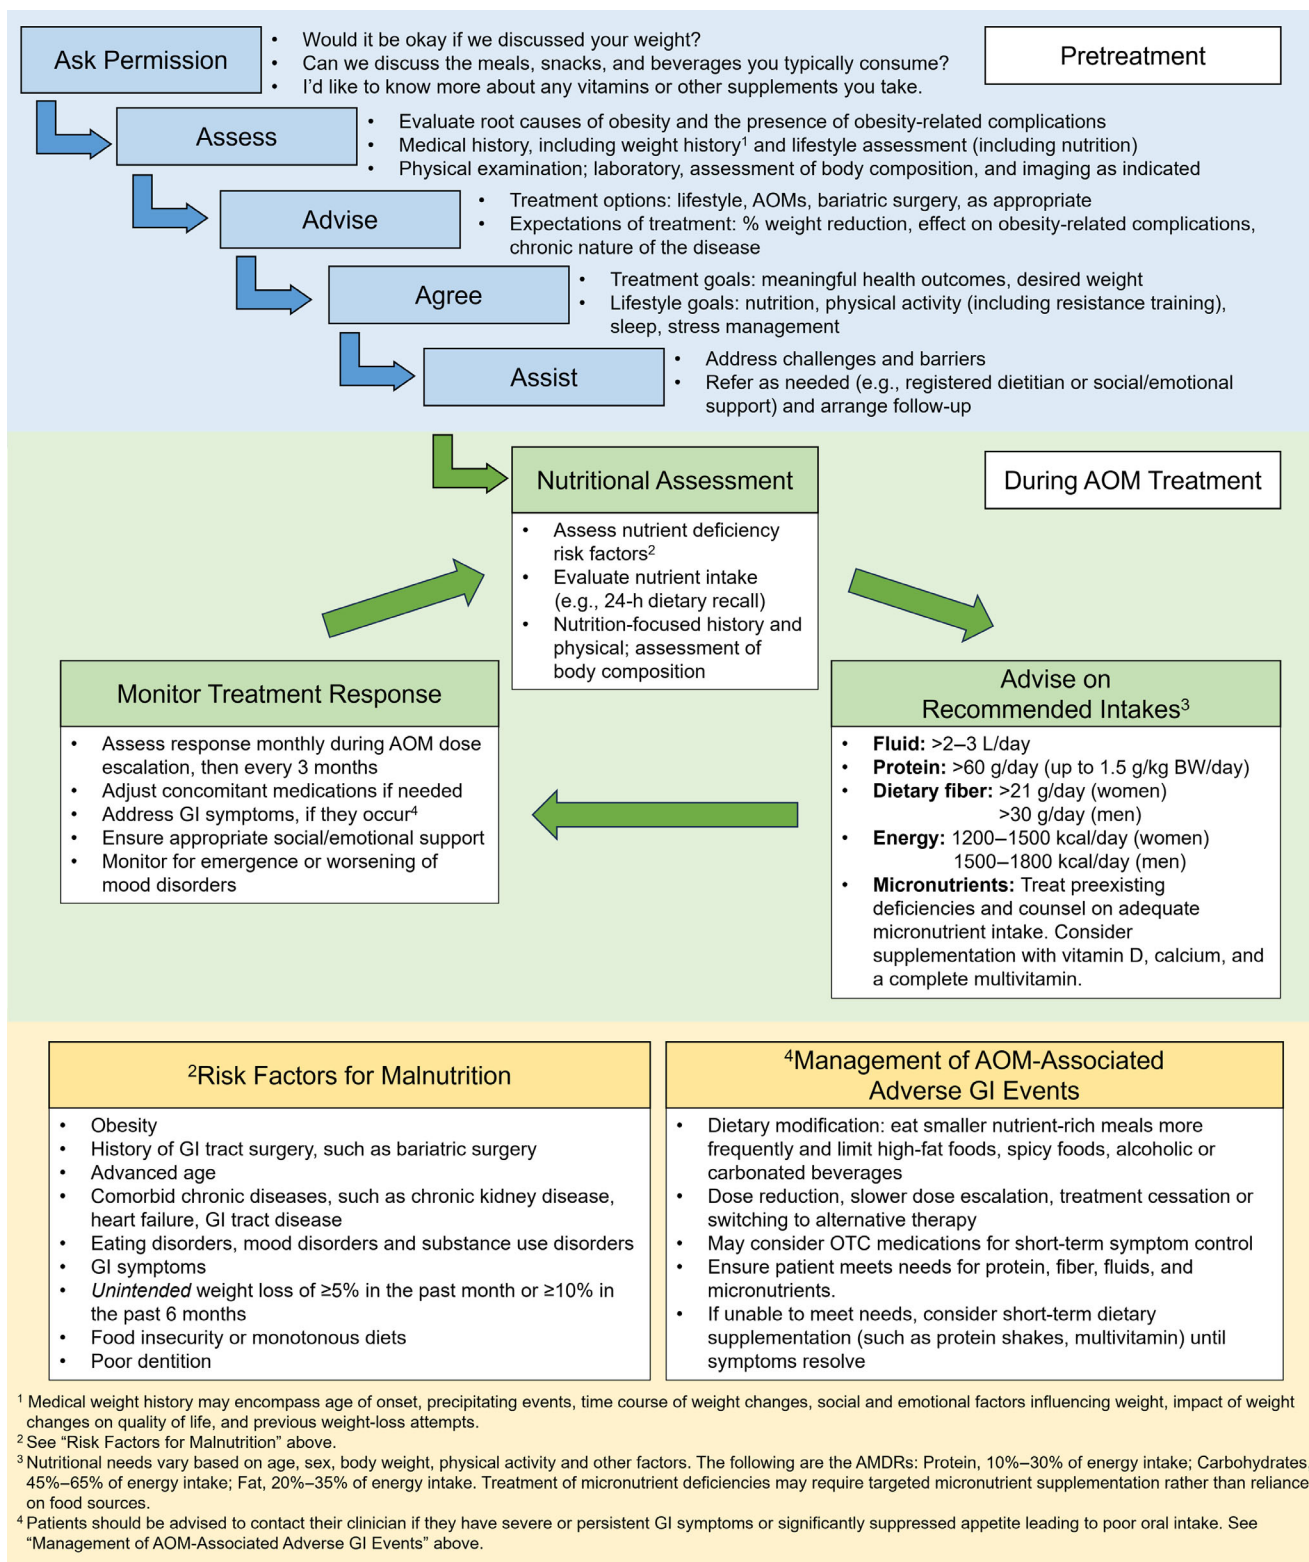 Ask Permission
• Would it be okay if we discussed your weight?
• Can we discuss the meals, snacks, and beverages you typically consume?
• I’d like to know more about any vitamins or other supplements you take.
Pretreatment
Assess
• Evaluate root causes of obesity and the presence of obesity-related complications
• Medical history, including weight history¹ and lifestyle assessment (including nutrition)
• Physical examination; laboratory, assessment of body composition, and imaging as indicated
Advise
• Treatment options: lifestyle, AOMs, bariatric surgery, as appropriate
• Expectations of treatment: % weight reduction, effect on obesity-related complications,
chronic nature of the disease
Agree
• Treatment goals: meaningful health outcomes, desired weight
• Lifestyle goals: nutrition, physical activity (including resistance training),
sleep, stress management
Assist
• Address challenges and barriers
• Refer as needed (e.g., registered dietitian or social/emotional
support) and arrange follow-up
During AOM Treatment
Nutritional Assessment
• Assess nutrient deficiency
risk factors²
• Evaluate nutrient intake
(e.g., 24-h dietary recall)
• Nutrition-focused history and
physical; assessment of
body composition
Advise on
Recommended Intakes³
• Fluid: >2–3 L/day
• Protein: >60 g/day (up to 1.5 g/kg BW/day)
• Dietary fiber: >21 g/day (women)
>30 g/day (men)
• Energy: 1200–1500 kcal/day (women)
1500–1800 kcal/day (men)
• Micronutrients: Treat preexisting
deficiencies and counsel on adequate
micronutrient intake. Consider
supplementation with vitamin D, calcium, and
a complete multivitamin.
Monitor Treatment Response
• Assess response monthly during AOM dose
escalation, then every 3 months
• Adjust concomitant medications if needed
• Address GI symptoms, if they occur⁴
• Ensure appropriate social/emotional support
• Monitor for emergence or worsening of
mood disorders
²Risk Factors for Malnutrition
• Obesity
• History of GI tract surgery, such as bariatric surgery
• Advanced age
• Comorbid chronic diseases, such as chronic kidney disease,
heart failure, GI tract disease
• Eating disorders, mood disorders and substance use disorders
• GI symptoms
• Unintended weight loss of ≥5% in the past month or ≥10% in
the past 6 months
• Food insecurity or monotonous diets
• Poor dentition
⁴Management of AOM-Associated
Adverse GI Events
• Dietary modification: eat smaller nutrient-rich meals more
frequently and limit high-fat foods, spicy foods, alcoholic or
carbonated beverages
• Dose reduction, slower dose escalation, treatment cessation or
switching to alternative therapy
• May consider OTC medications for short-term symptom control
• Ensure patient meets needs for protein, fiber, fluids, and
micronutrients.
• If unable to meet needs, consider short-term dietary
supplementation (such as protein shakes, multivitamin) until
symptoms resolve
¹ Medical weight history may encompass age of onset, precipitating events, time course of weight changes, social and emotional factors influencing weight, impact of weight
changes on quality of life, and previous weight-loss attempts.
² See “Risk Factors for Malnutrition” above.
³ Nutritional needs vary based on age, sex, body weight, physical activity and other factors. The following are the AMDRs: Protein, 10%–30% of energy intake; Carbohydrates,
45%–65% of energy intake; Fat, 20%–35% of energy intake. Treatment of micronutrient deficiencies may require targeted micronutrient supplementation rather than reliance
on food sources.
⁴ Patients should be advised to contact their clinician if they have severe or persistent GI symptoms or significantly suppressed appetite leading to poor oral intake. See
“Management of AOM-Associated Adverse GI Events” above.